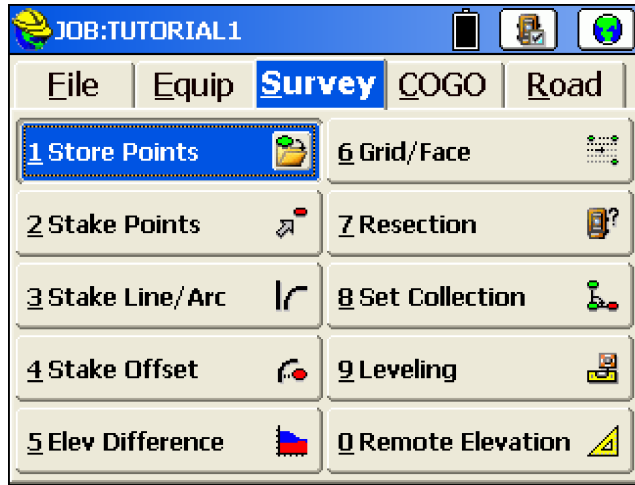 JOB:TUTORIAL1
File Equip Survey COGO Road
1 Store Points
2 Stake Points
3 Stake Line/Arc
4 Stake Offset
5 Elev Difference
6 Grid/Face
7 Resection
?
8 Set Collection
9 Leveling
0 Remote Elevation